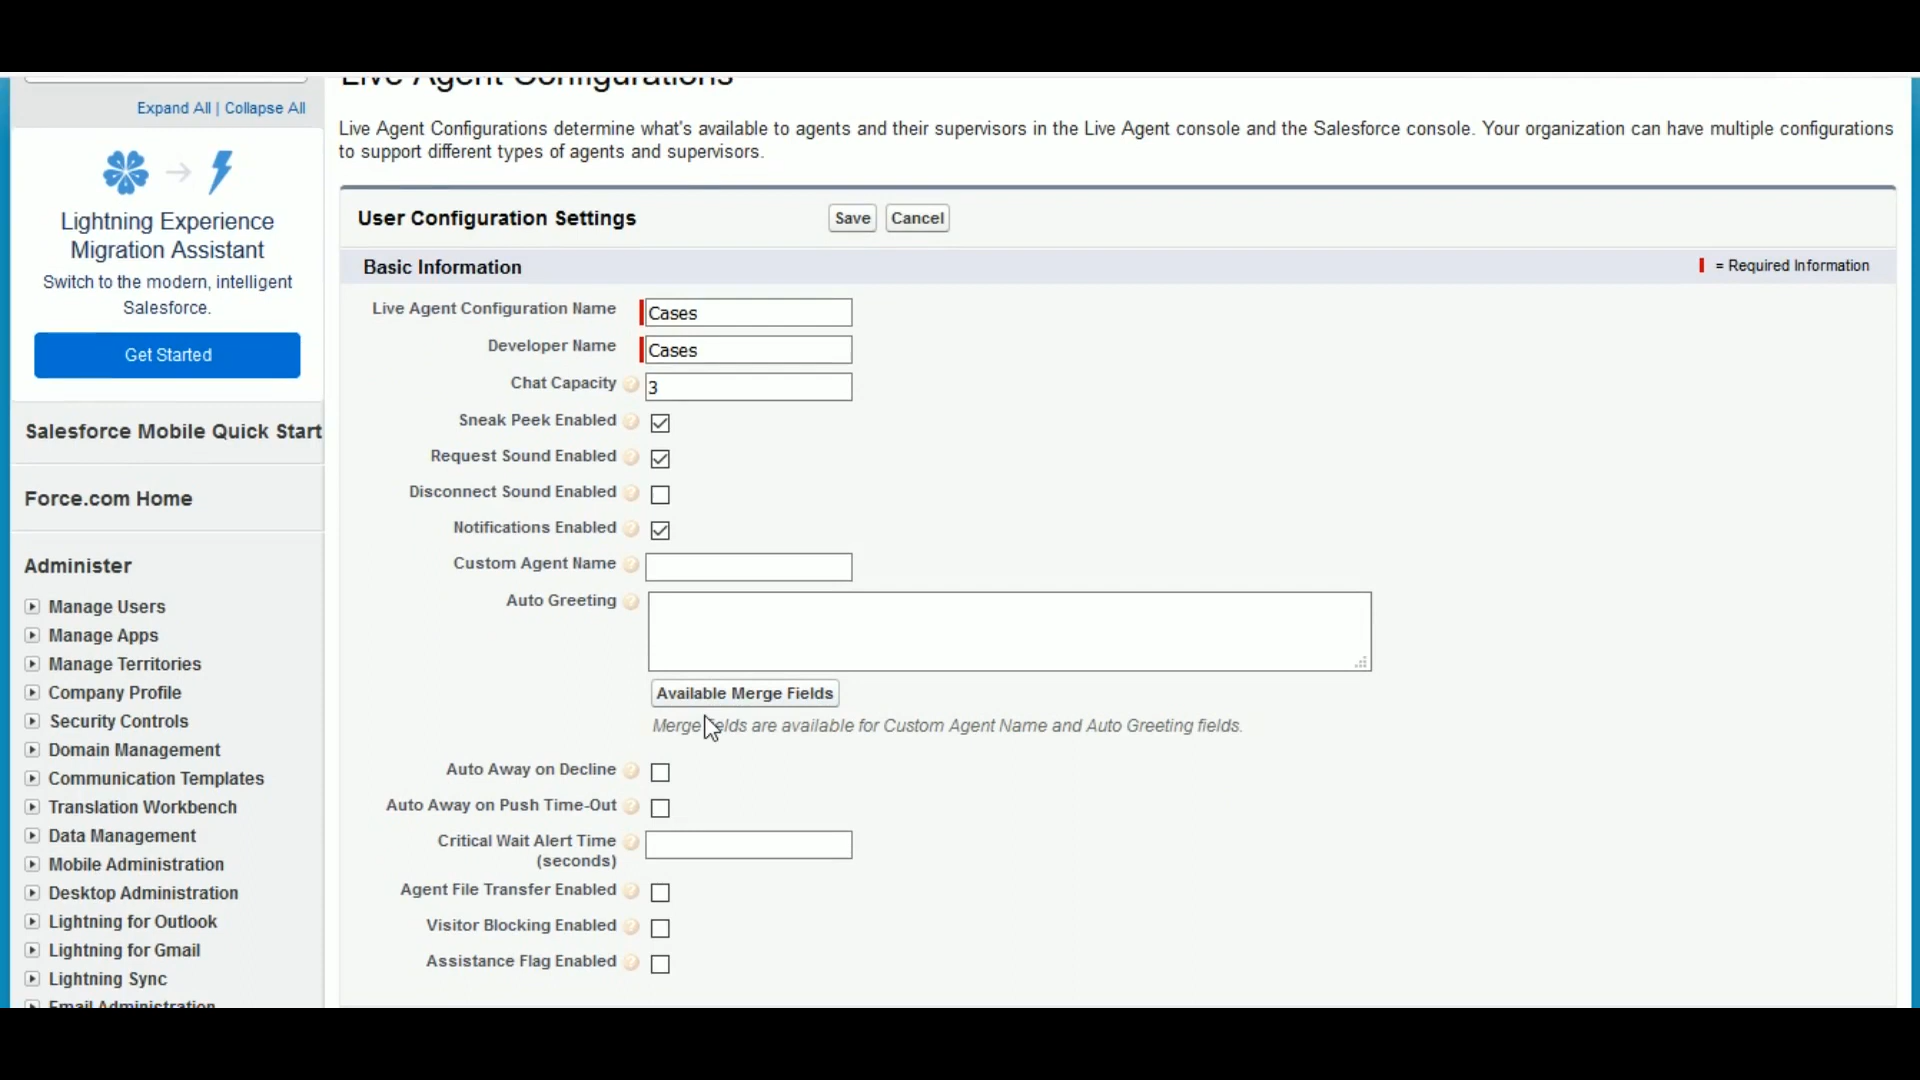 Live Agent Configurations
Expand All | Collapse All
Live Agent Configurations determine what's available to agents and their supervisors in the Live Agent console and the Salesforce console. Your organization can have multiple configurations
to support different types of agents and supervisors.
Lightning Experience
Migration Assistant
Switch to the modern, intelligent
Salesforce.
Get Started
Salesforce Mobile Quick Start
Force.com Home
Administer
Manage Users
Manage Apps
Manage Territories
Company Profile
Security Controls
Domain Management
Communication Templates
Translation Workbench
Data Management
Mobile Administration
Desktop Administration
Lightning for Outlook
Lightning for Gmail
Lightning Sync
Email Administration
User Configuration Settings Save Cancel
Basic Information = Required Information
Live Agent Configuration Name Cases
Developer Name Cases
Chat Capacity ? 3
Sneak Peek Enabled ?
Request Sound Enabled ?
Disconnect Sound Enabled ?
Notifications Enabled ?
Custom Agent Name ?
Auto Greeting ?
Available Merge Fields
Merge fields are available for Custom Agent Name and Auto Greeting fields.
Auto Away on Decline ?
Auto Away on Push Time-Out ?
Critical Wait Alert Time ?
(seconds)
Agent File Transfer Enabled ?
Visitor Blocking Enabled ?
Assistance Flag Enabled ?